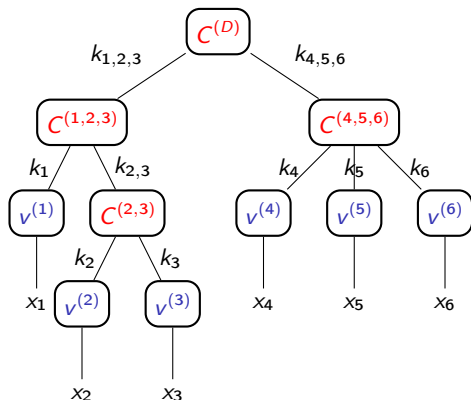 C^{(D)}
k_{1,2,3} k_{4,5,6}
C^{(1,2,3)} C^{(4,5,6)}
k_1 k_{2,3} k_4 k_5 k_6
v^{(1)} C^{(2,3)} v^{(4)} v^{(5)} v^{(6)}
k_2 k_3
x_1 v^{(2)} v^{(3)} x_4 x_5 x_6
x_2 x_3